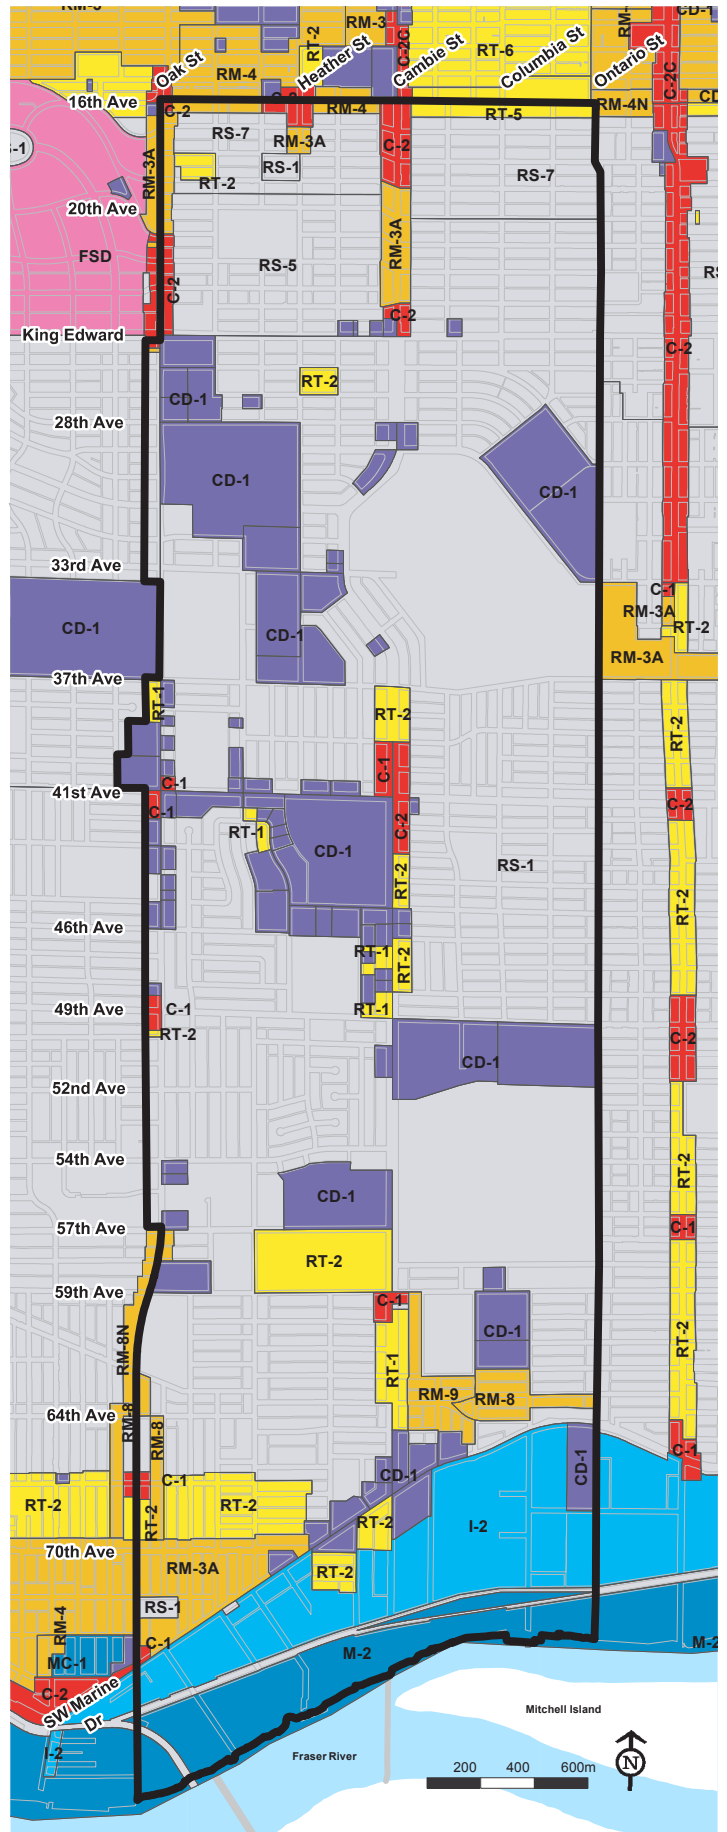 RM-3
RM-4
RT-2
RM-3
C-2C
RT-6
RM-
C-2C
CD-1
Oak St
Heather St
Cambie St
Columbia St
Ontario St
16th Ave
C-2
RM-4
RT-5
RM-4N
CD
RS-7
RM-3A
C-2
-1
RM-3A
RT-2
RS-1
RS-7
20th Ave
FSD
RS-5
RM-3A
RS
C-2
C-2
King Edward
C-2
RT-2
CD-1
28th Ave
CD-1
CD-1
33rd Ave
C-1
RM-3A
RT-2
CD-1
CD-1
RM-3A
37th Ave
RT-1
RT-2
RT-2
C-1
C-1
41st Ave
C-1
C-2
C-2
RT-1
CD-1
RS-1
RT-2
RT-2
46th Ave
RT-1
RT-2
49th Ave
C-1
RT-1
RT-2
C-2
CD-1
52nd Ave
54th Ave
RT-2
CD-1
57th Ave
C-1
RT-2
59th Ave
C-1
CD-1
RM-8N
RT-1
RT-2
RM-9
RM-8
64th Ave
RM-8
RM-8
C-1
C-1
CD-1
CD-1
RT-2
RT-2
RT-2
RT-2
I-2
70th Ave
RM-3A
RT-2
RS-1
RM-4
C-1
MC-1
M-2
M-2
C-2
SW Marine
Dr
I-2
Mitchell Island
Fraser River
N
200 400 600m